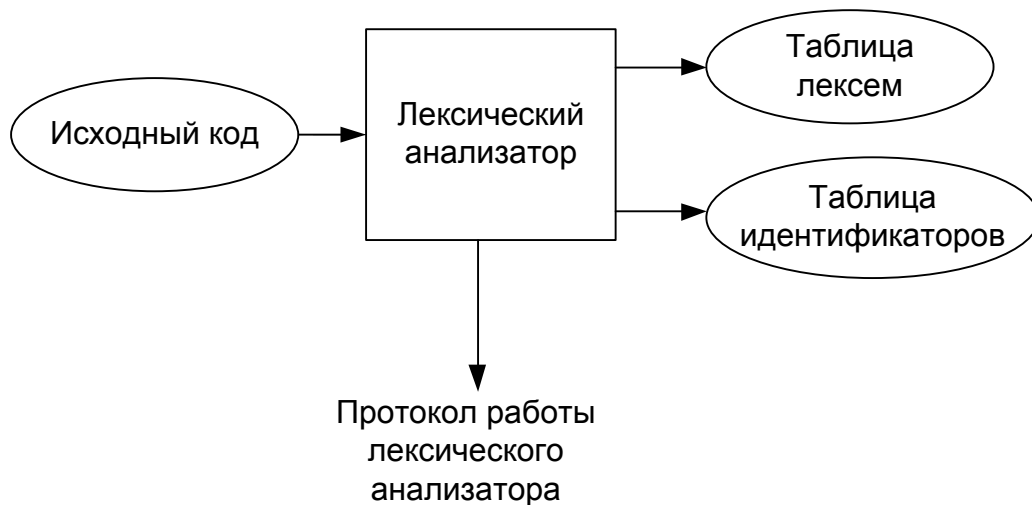 Исходный код
Лексический
анализатор
Таблица
лексем
Таблица
идентификаторов
Протокол работы
лексического
анализатора